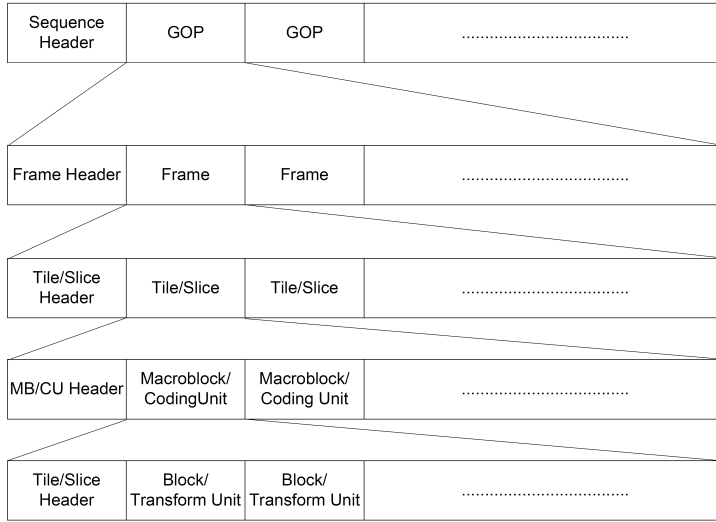 Sequence
Header
GOP
GOP
..................................
Frame Header
Frame
Frame
..................................
Tile/Slice
Header
Tile/Slice
Tile/Slice
..................................
MB/CU Header
Macroblock/
CodingUnit
Macroblock/
Coding Unit
..................................
Tile/Slice
Header
Block/
Transform Unit
Block/
Transform Unit
..................................